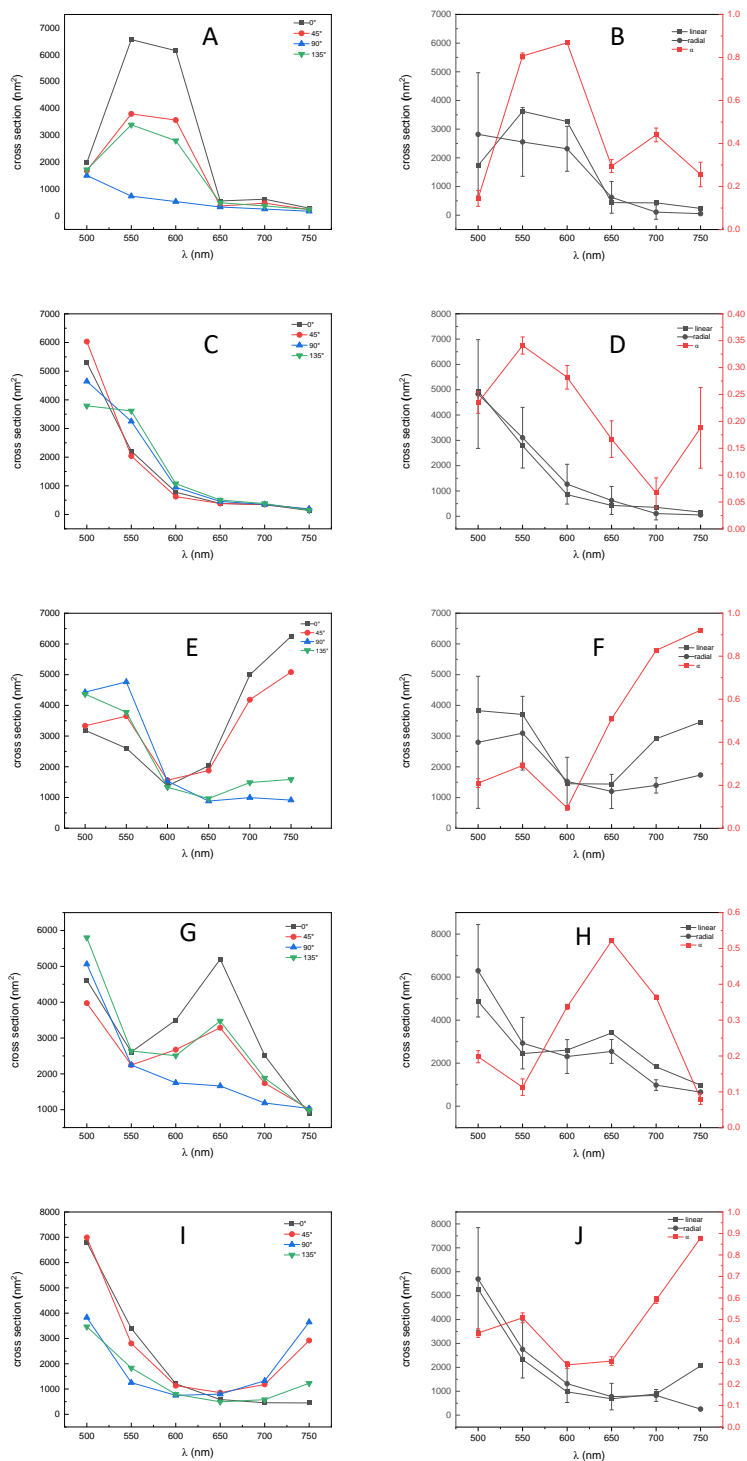 A
0°
45°
90°
135°
7000
6000
5000
4000
3000
2000
1000
0
cross section (nm²)
500 550 600 650 700 750
λ (nm)
B
linear
radial
α
7000
6000
5000
4000
3000
2000
1000
0
cross section (nm²)
500 550 600 650 700 750
λ (nm)
1.0
0.8
0.6
0.4
0.2
0.0
C
0°
45°
90°
135°
7000
6000
5000
4000
3000
2000
1000
0
cross section (nm²)
500 550 600 650 700 750
λ (nm)
D
linear
radial
α
8000
7000
6000
5000
4000
3000
2000
1000
0
cross section (nm²)
500 550 600 650 700 750
λ (nm)
0.40
0.35
0.30
0.25
0.20
0.15
0.10
0.05
0.00
E
0°
45°
90°
135°
7000
6000
5000
4000
3000
2000
1000
0
cross section (nm²)
500 550 600 650 700 750
λ (nm)
F
linear
radial
α
7000
6000
5000
4000
3000
2000
1000
0
cross section (nm²)
500 550 600 650 700 750
λ (nm)
1.0
0.8
0.6
0.4
0.2
0.0
G
0°
45°
90°
135°
6000
5000
4000
3000
2000
1000
cross section (nm²)
500 550 600 650 700 750
λ (nm)
H
linear
radial
α
8000
6000
4000
2000
0
cross section (nm²)
500 550 600 650 700 750
λ (nm)
0.6
0.5
0.4
0.3
0.2
0.1
0.0
I
0°
45°
90°
135°
8000
7000
6000
5000
4000
3000
2000
1000
0
cross section (nm²)
500 550 600 650 700 750
λ (nm)
J
linear
radial
α
8000
7000
6000
5000
4000
3000
2000
1000
0
cross section (nm²)
500 550 600 650 700 750
λ (nm)
1.0
0.9
0.8
0.7
0.6
0.5
0.4
0.3
0.2
0.1
0.0